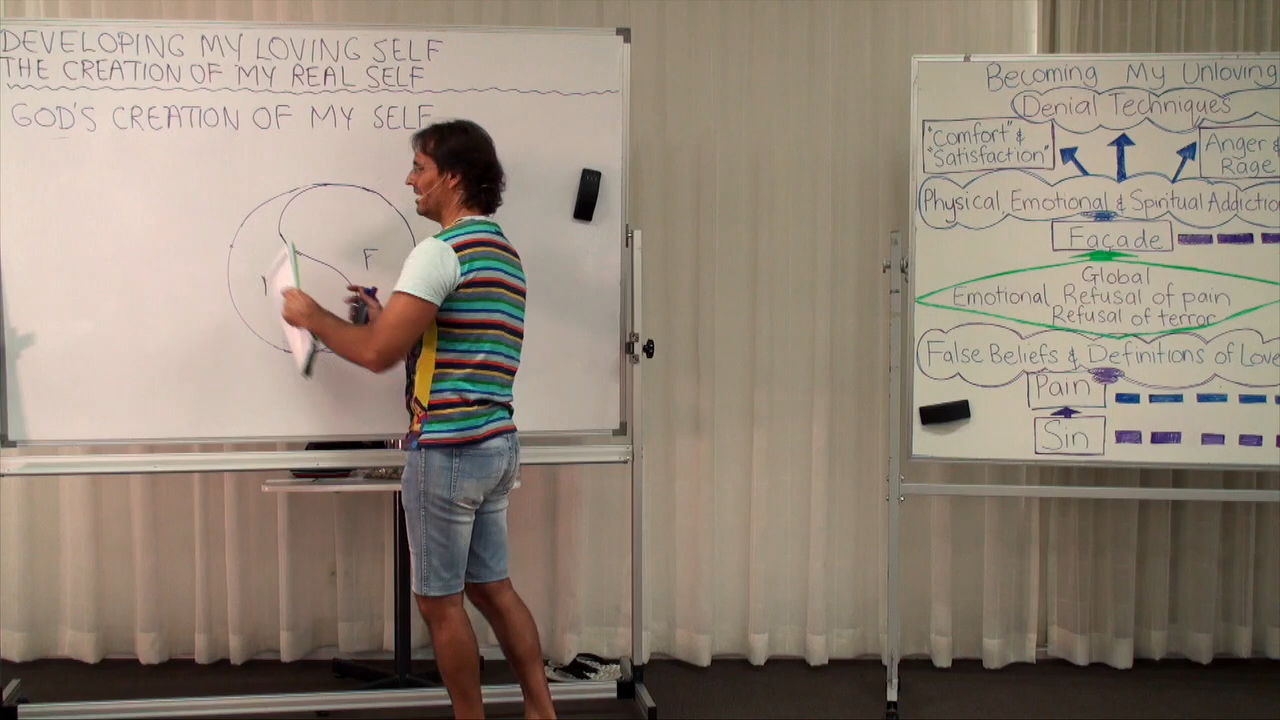 DEVELOPING MY LOVING SELF
THE CREATION OF MY REAL SELF
GOD'S CREATION OF MY SELF
F
Becoming My Unloving
Denial Techniques
"Comfort" &
"Satisfaction"
Anger &
Rage
Physical, Emotional & Spiritual Addictio
Façade
Global
Emotional Refusal of pain
Refusal of terror
False Beliefs & Definitions of Love
Pain
Sin